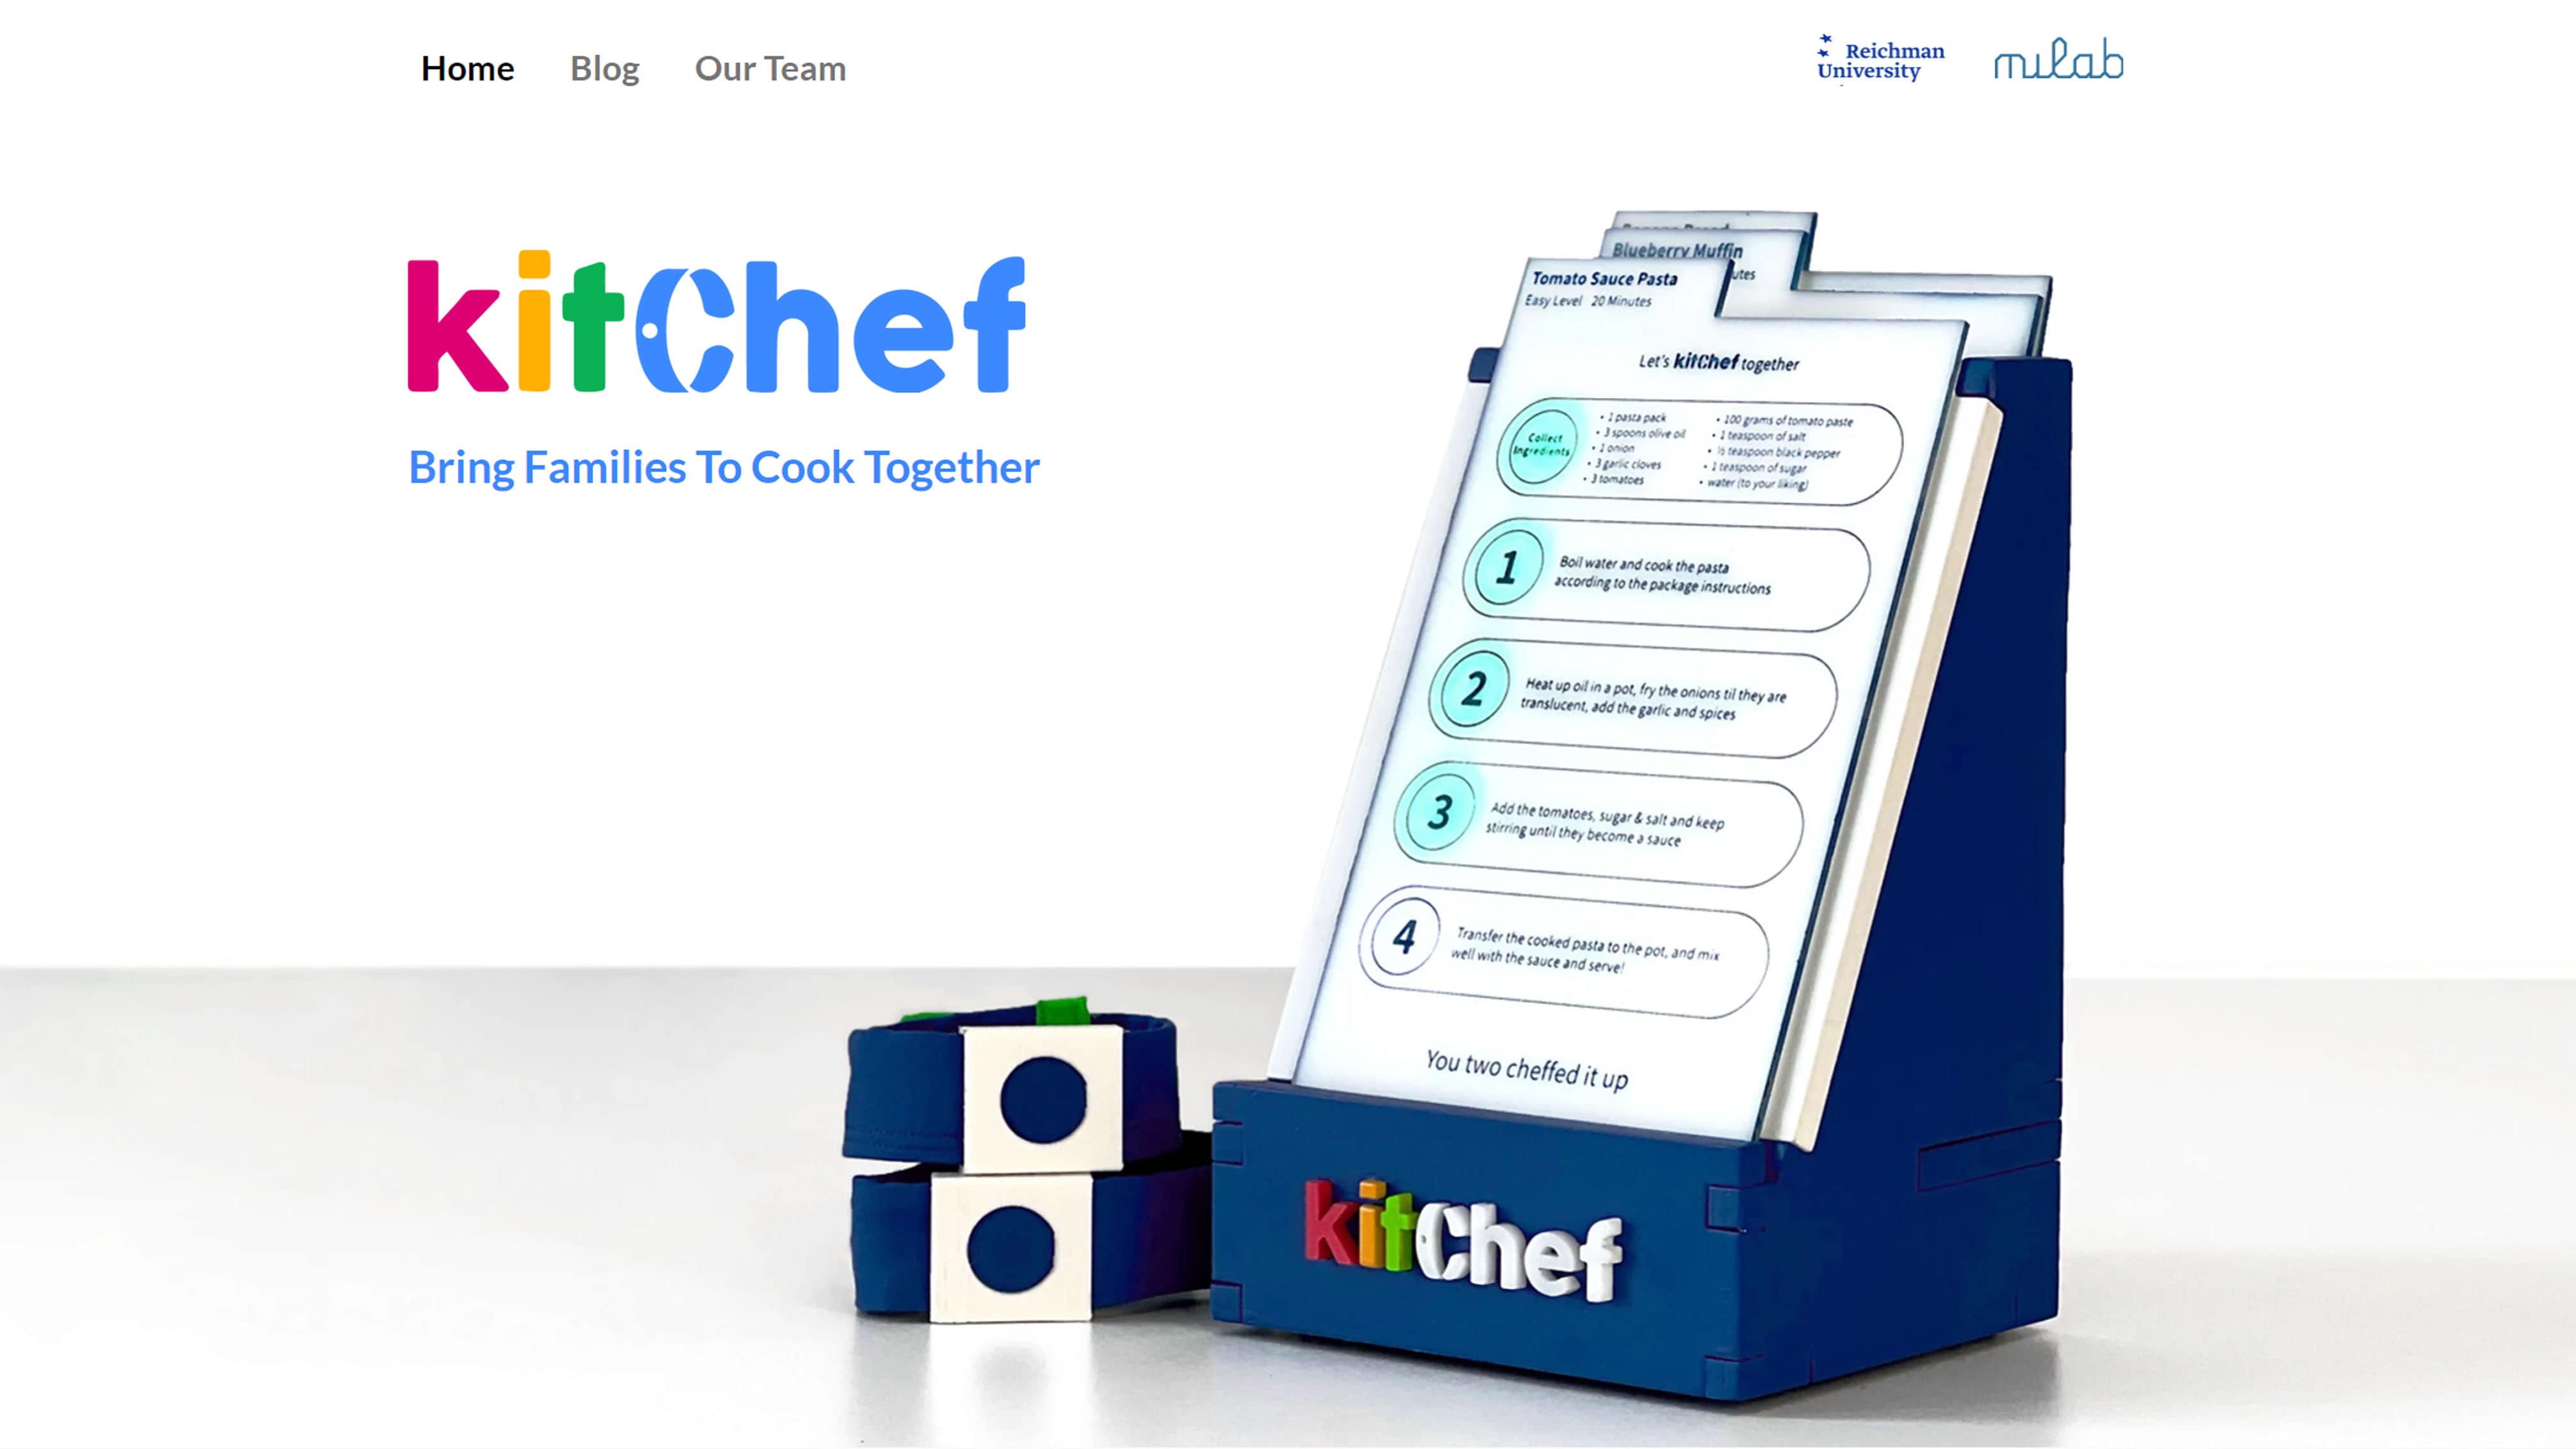 Home Blog Our Team
Reichman
University
milab
kitChef
Bring Families To Cook Together
Blueberry Muffin
utes
Tomato Sauce Pasta
Easy Level 20 Minutes
Let's kitChef together
Collect
Ingredients
• 1 pasta pack
• 3 spoons olive oil
• 1 onion
• 3 garlic cloves
• 3 tomatoes
• 100 grams of tomato paste
• 1 teaspoon of salt
• ½ teaspoon black pepper
• 1 teaspoon of sugar
• water (to your liking)
1
Boil water and cook the pasta
according to the package instructions
2
Heat up oil in a pot, fry the onions til they are
translucent, add the garlic and spices
3
Add the tomatoes, sugar & salt and keep
stirring until they become a sauce
4
Transfer the cooked pasta to the pot, and mix
well with the sauce and serve!
You two cheffed it up
kitChef